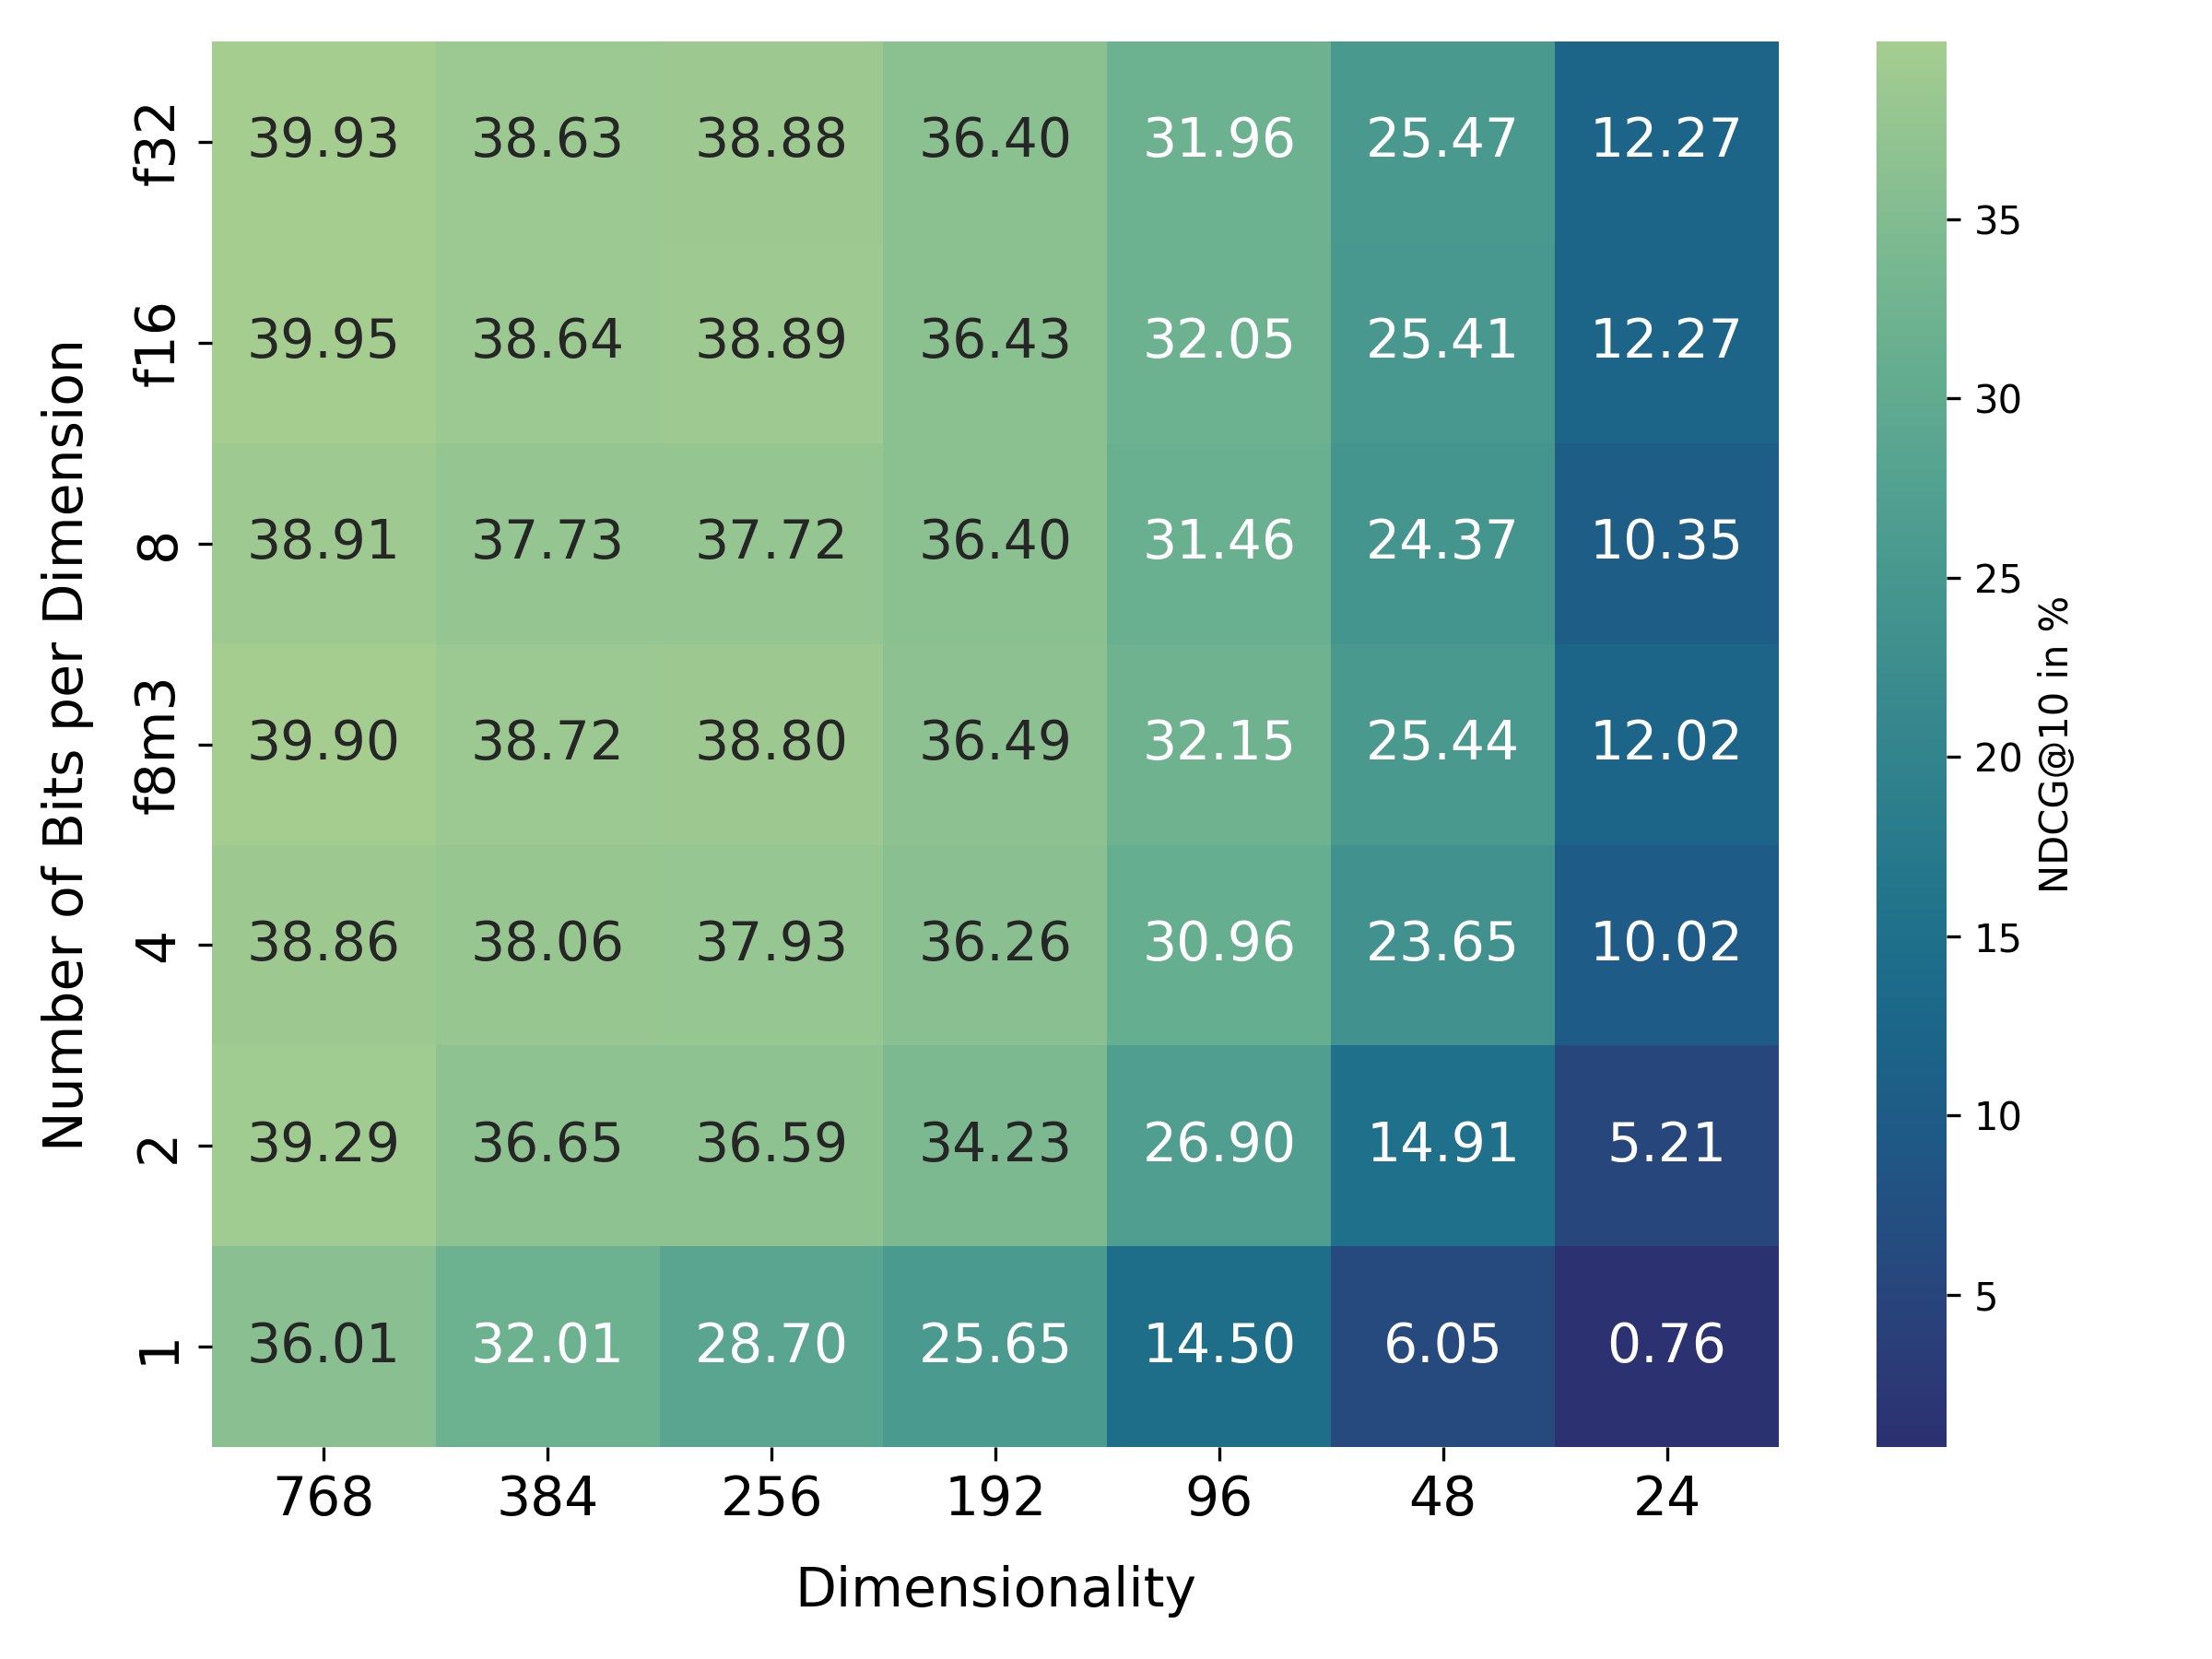 Number of Bits per Dimension
f32 39.93 38.63 38.88 36.40 31.96 25.47 12.27
f16 39.95 38.64 38.89 36.43 32.05 25.41 12.27
8 38.91 37.73 37.72 36.40 31.46 24.37 10.35
f8m3 39.90 38.72 38.80 36.49 32.15 25.44 12.02
4 38.86 38.06 37.93 36.26 30.96 23.65 10.02
2 39.29 36.65 36.59 34.23 26.90 14.91 5.21
1 36.01 32.01 28.70 25.65 14.50 6.05 0.76
768 384 256 192 96 48 24
Dimensionality
35
30
25
20
15
10
5
NDCG@10 in %